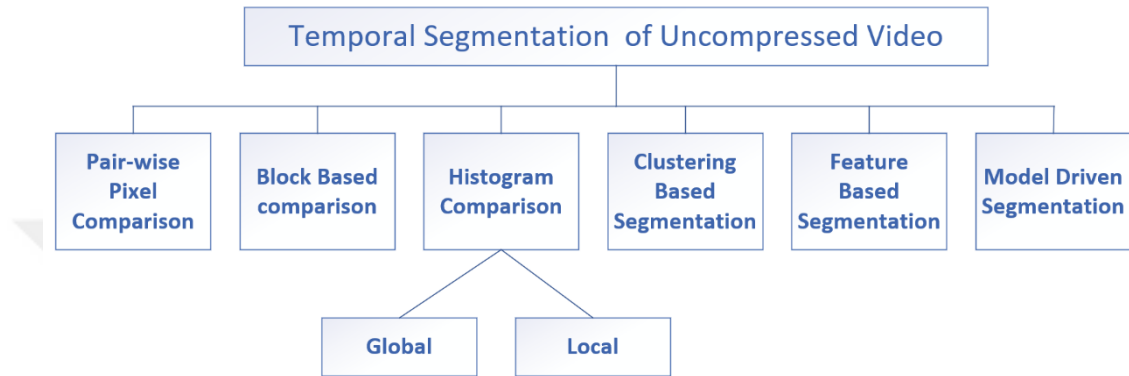 Temporal Segmentation of Uncompressed Video
Pair-wise
Pixel
Comparison
Block Based
comparison
Histogram
Comparison
Clustering
Based
Segmentation
Feature
Based
Segmentation
Model Driven
Segmentation
Global
Local